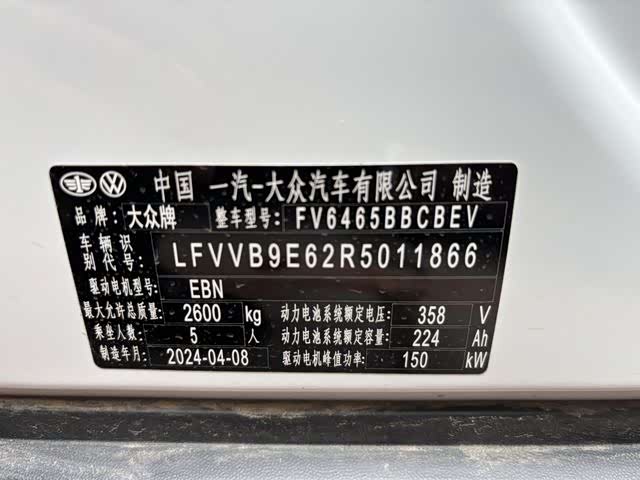 中国 一汽-大众汽车有限公司 制造
品牌: 大众牌 整车型号: FV6465BBCBEV
车辆识别代号: LFVVB9E62R5011866
驱动电机型号: EBN
最大允许总质量: 2600 kg 动力电池系统额定电压: 358 V
乘坐人数: 5 人 动力电池系统额定容量: 224 Ah
制造年月: 2024-04-08 驱动电机峰值功率: 150 kW